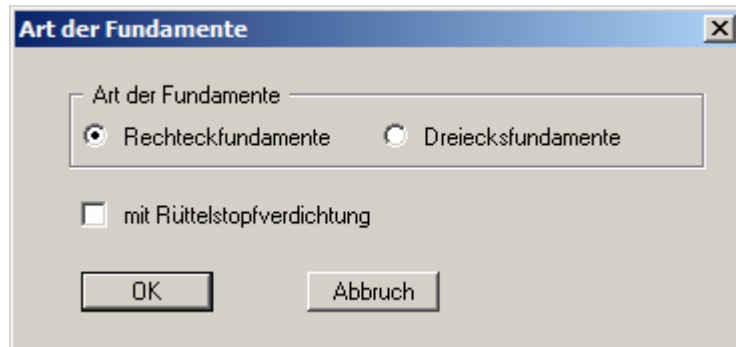 Art der Fundamente
Art der Fundamente
Rechteckfundamente Dreiecksfundamente
mit Rüttelstopfverdichtung
OK Abbruch